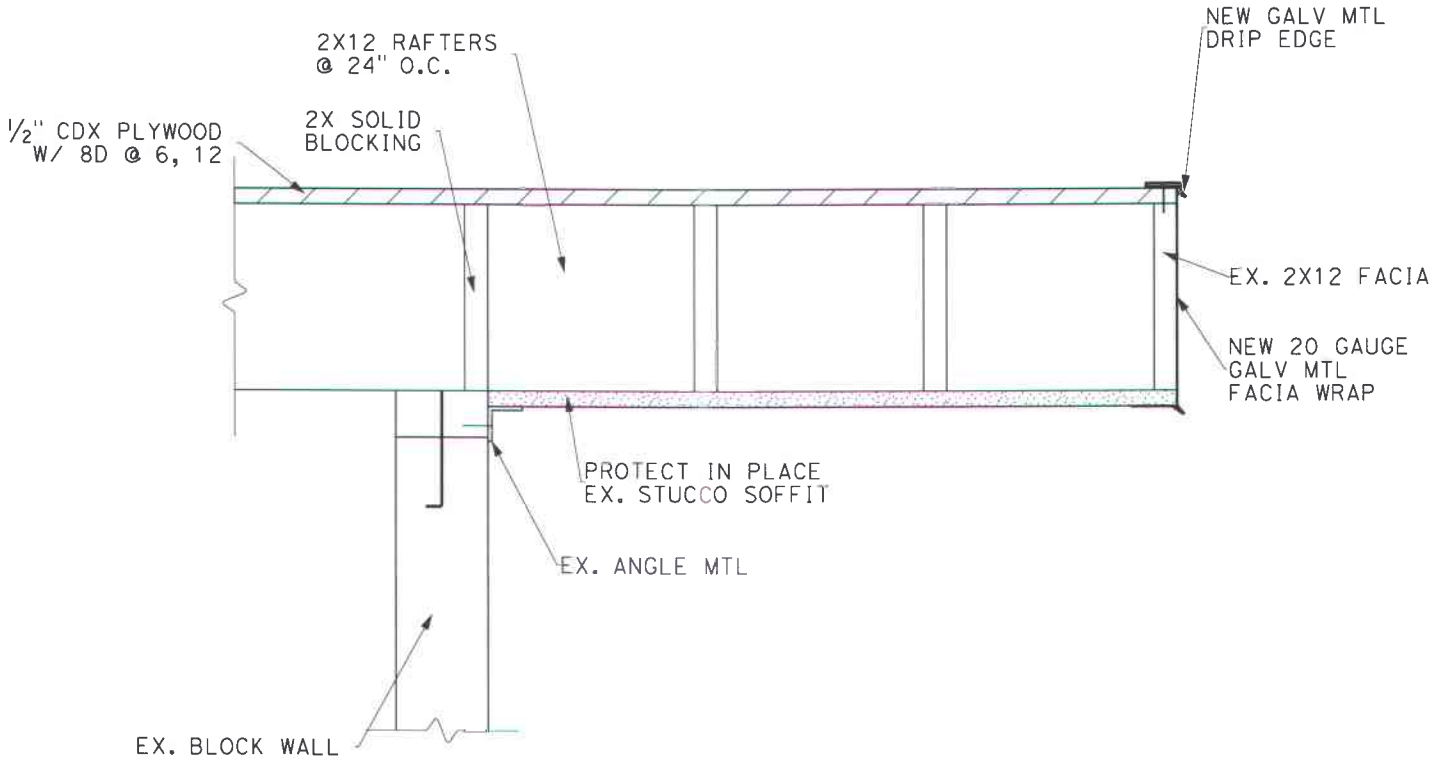 NEW GALV MTL
DRIP EDGE
2X12 RAFTERS
@ 24" O.C.
2X SOLID
BLOCKING
1/2" CDX PLYWOOD
W/ 8D @ 6, 12
EX. 2X12 FACIA
NEW 20 GAUGE
GALV MTL
FACIA WRAP
PROTECT IN PLACE
EX. STUCCO SOFFIT
EX. ANGLE MTL
EX. BLOCK WALL